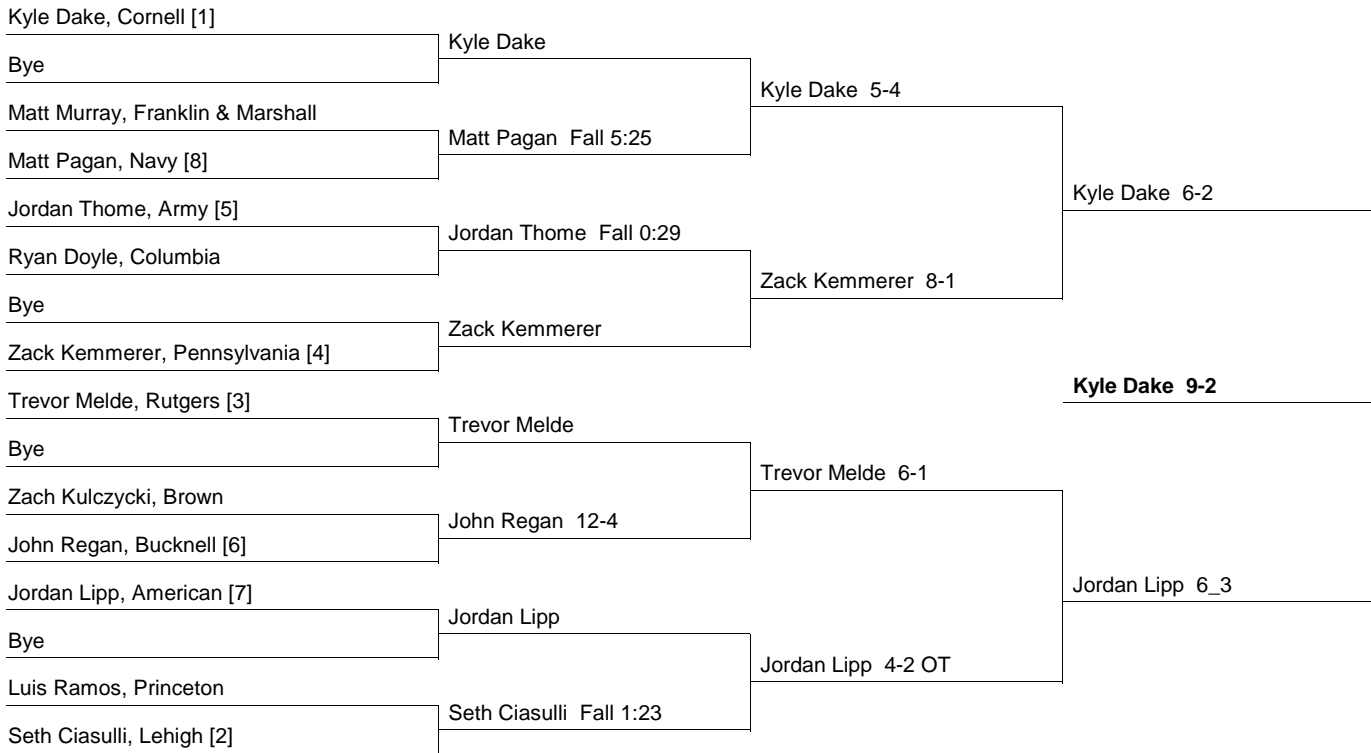 Kyle Dake, Cornell [1]
Bye
Matt Murray, Franklin & Marshall
Matt Pagan, Navy [8]
Jordan Thome, Army [5]
Ryan Doyle, Columbia
Bye
Zack Kemmerer, Pennsylvania [4]
Trevor Melde, Rutgers [3]
Bye
Zach Kulczycki, Brown
John Regan, Bucknell [6]
Jordan Lipp, American [7]
Bye
Luis Ramos, Princeton
Seth Ciasulli, Lehigh [2]
Kyle Dake
Matt Pagan Fall 5:25
Jordan Thome Fall 0:29
Zack Kemmerer
Trevor Melde
John Regan 12-4
Jordan Lipp
Seth Ciasulli Fall 1:23
Kyle Dake 5-4
Zack Kemmerer 8-1
Trevor Melde 6-1
Jordan Lipp 4-2 OT
Kyle Dake 6-2
Jordan Lipp 6_3
Kyle Dake 9-2